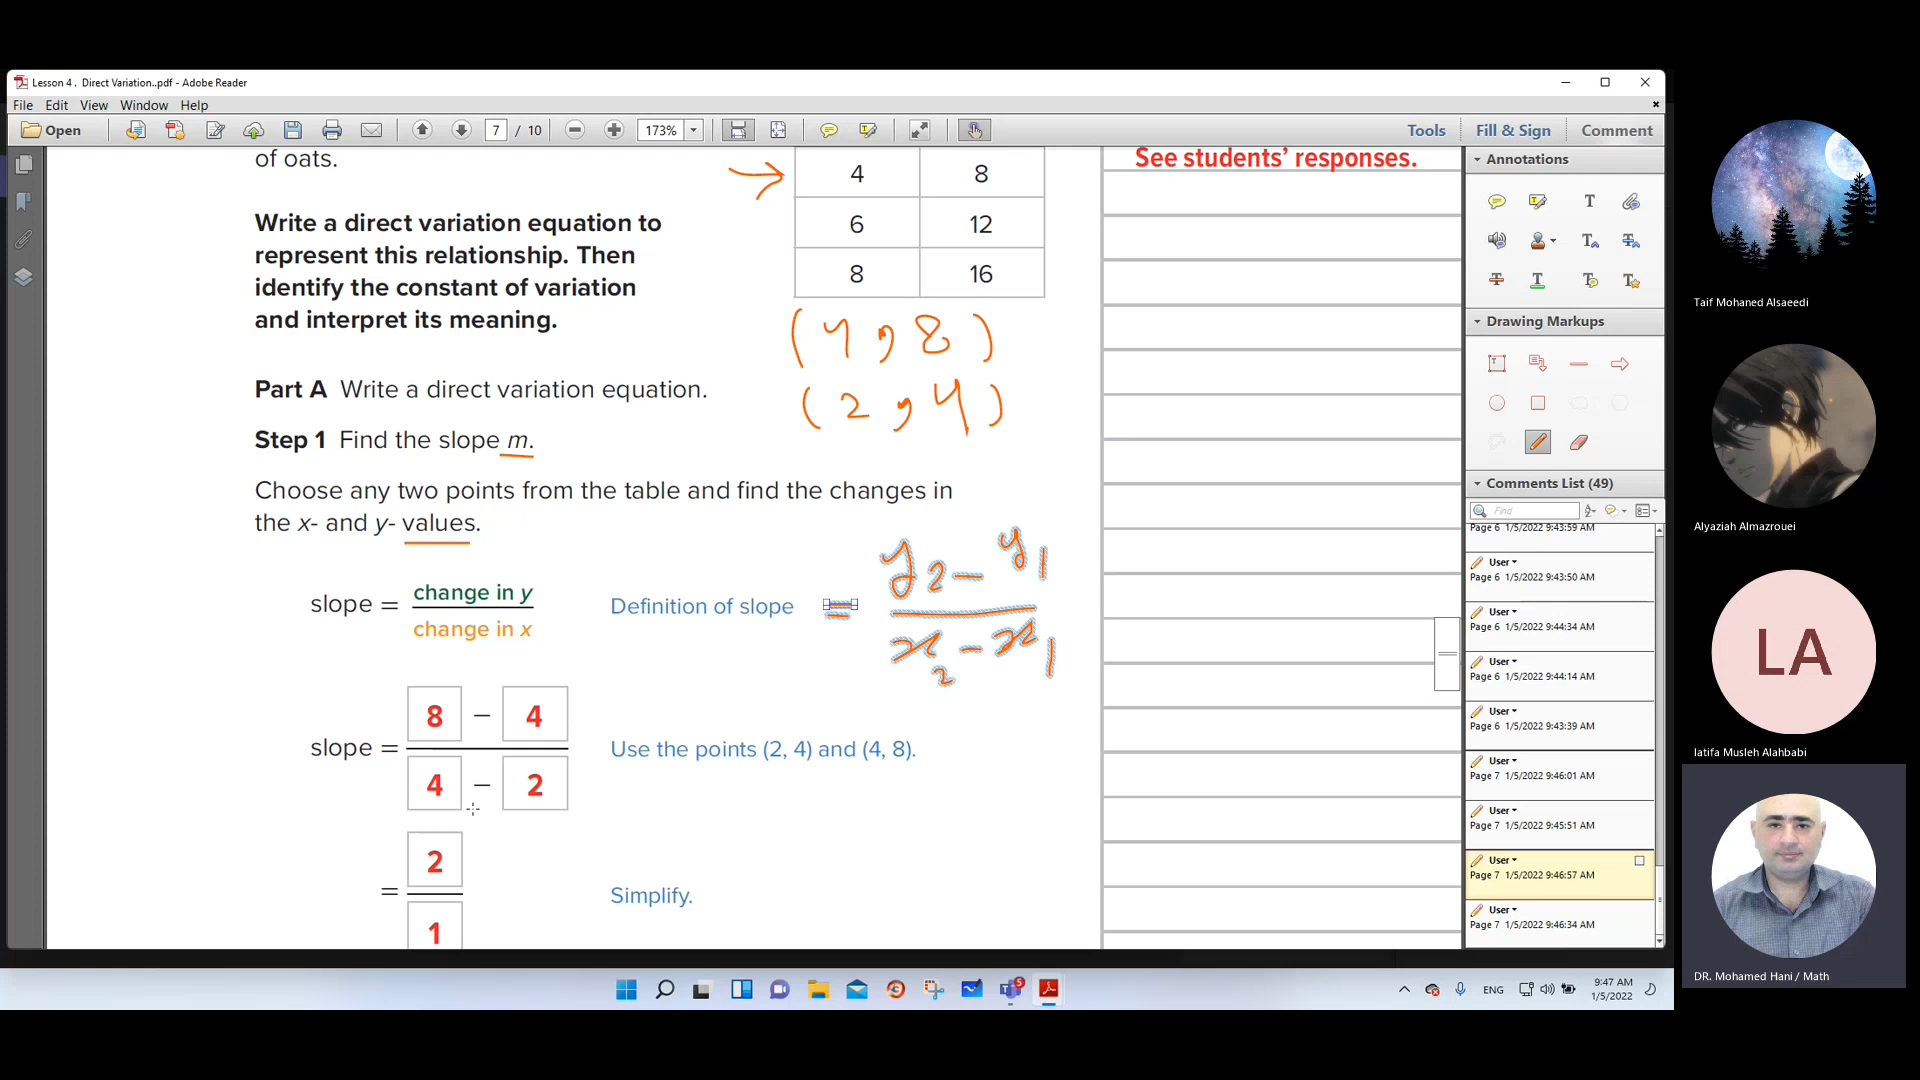 Lesson 4 . Direct Variation..pdf - Adobe Reader
File Edit View Window Help
Open 7 / 10 173% Tools Fill & Sign Comment
of oats.
4 8
6 12
8 16
See students' responses.
Write a direct variation equation to
represent this relationship. Then
identify the constant of variation
and interpret its meaning.
(4, 8)
(2, 4)
Part A Write a direct variation equation.
Step 1 Find the slope m.
Choose any two points from the table and find the changes in
the x- and y- values.
slope = change in y
change in x
Definition of slope
= y2 - y1
x2 - x1
slope = 8 − 4
4 − 2
Use the points (2, 4) and (4, 8).
= 2
1
Simplify.
Annotations
Drawing Markups
Comments List (49)
Find
Page 6 1/5/2022 9:43:59 AM
User
Page 6 1/5/2022 9:43:50 AM
User
Page 6 1/5/2022 9:44:34 AM
User
Page 6 1/5/2022 9:44:14 AM
User
Page 6 1/5/2022 9:43:39 AM
User
Page 7 1/5/2022 9:46:01 AM
User
Page 7 1/5/2022 9:45:51 AM
User
Page 7 1/5/2022 9:46:57 AM
User
Page 7 1/5/2022 9:46:34 AM
Taif Mohaned Alsaeedi
Alyaziah Almazrouei
LA
latifa Musleh Alahbabi
DR. Mohamed Hani / Math
5
ENG
9:47 AM
1/5/2022